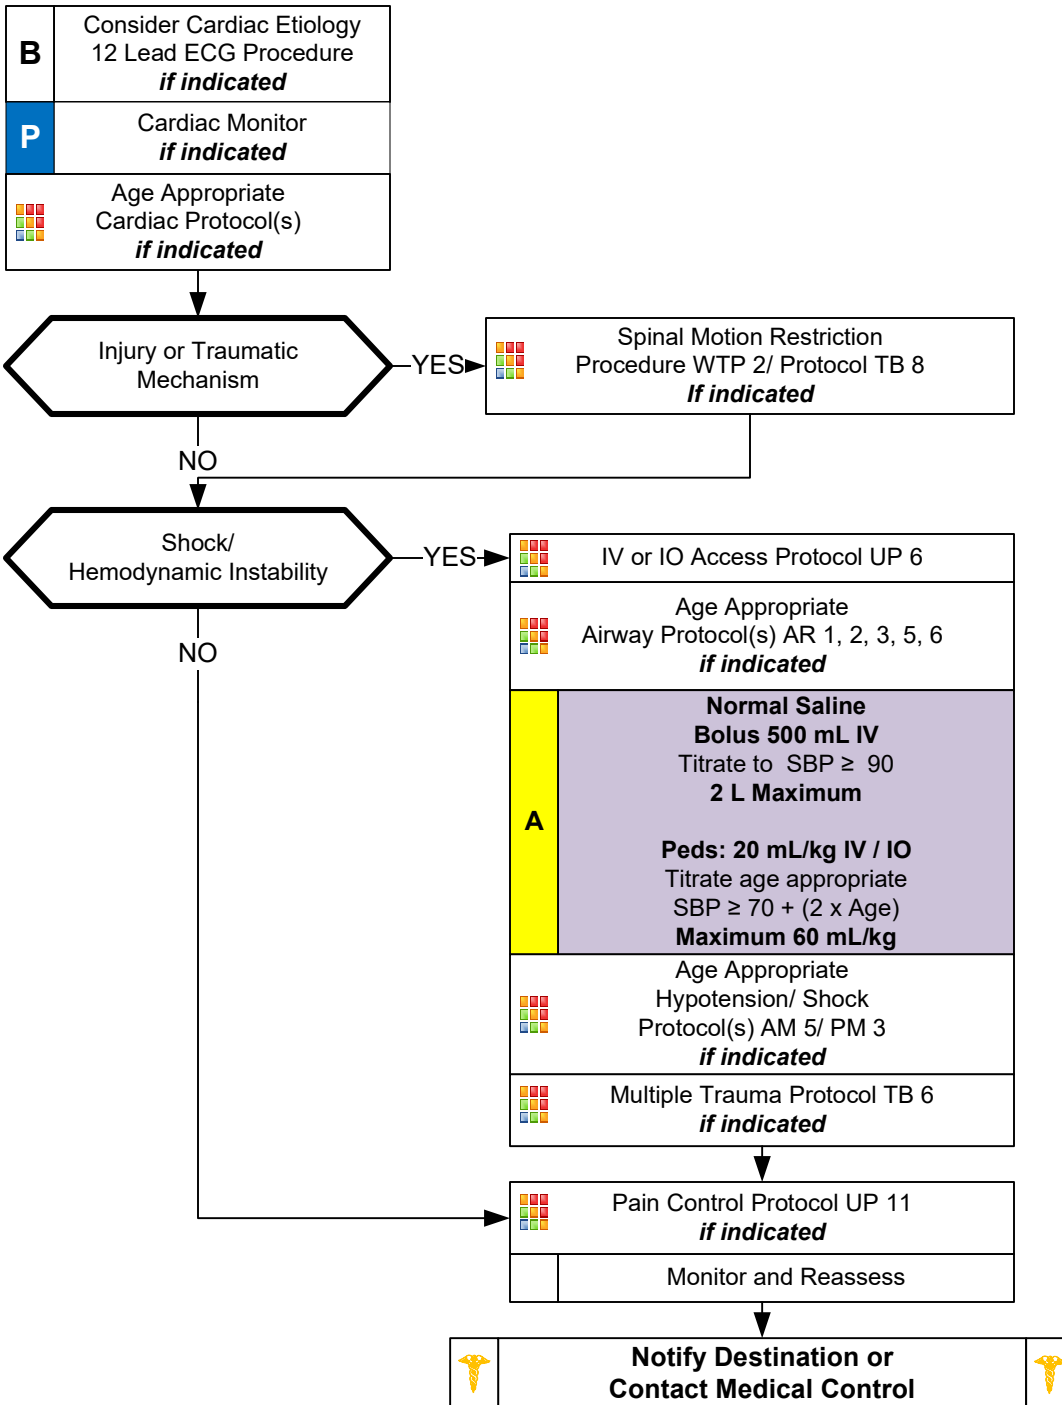 B
Consider Cardiac Etiology
12 Lead ECG Procedure
if indicated
P
Cardiac Monitor
if indicated
Age Appropriate
Cardiac Protocol(s)
if indicated
Injury or Traumatic
Mechanism
YES
Spinal Motion Restriction
Procedure WTP 2/ Protocol TB 8
If indicated
NO
Shock/
Hemodynamic Instability
YES
IV or IO Access Protocol UP 6
Age Appropriate
Airway Protocol(s) AR 1, 2, 3, 5, 6
if indicated
NO
A
Normal Saline
Bolus 500 mL IV
Titrate to SBP ≥ 90
2 L Maximum
Peds: 20 mL/kg IV / IO
Titrate age appropriate
SBP ≥ 70 + (2 x Age)
Maximum 60 mL/kg
Age Appropriate
Hypotension/ Shock
Protocol(s) AM 5/ PM 3
if indicated
Multiple Trauma Protocol TB 6
if indicated
Pain Control Protocol UP 11
if indicated
Monitor and Reassess
Notify Destination or
Contact Medical Control